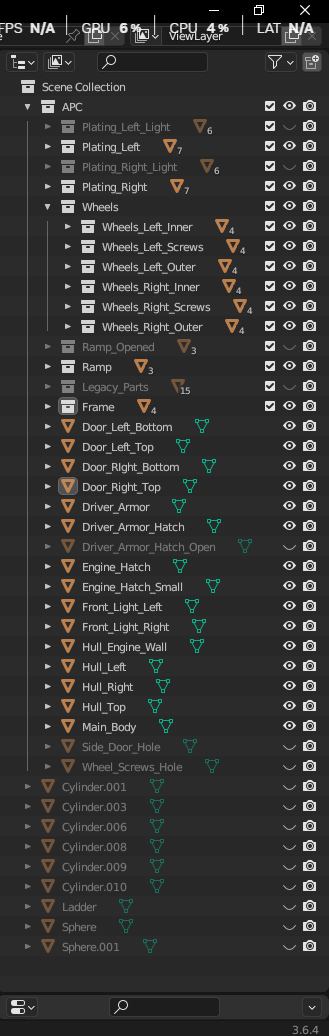 FPS N/A GRU 6 % CPU 4 % LAT N/A
ViewLayer
Scene Collection
APC
Plating_Left_Light 6
Plating_Left 7
Plating_Right_Light 6
Plating_Right 7
Wheels
Wheels_Left_Inner 4
Wheels_Left_Screws 4
Wheels_Left_Outer 4
Wheels_Right_Inner 4
Wheels_Right_Screws 4
Wheels_Right_Outer 4
Ramp_Opened 3
Ramp 3
Legacy_Parts 15
Frame 4
Door_Left_Bottom
Door_Left_Top
Door_RIght_Bottom
Door_Right_Top
Driver_Armor
Driver_Armor_Hatch
Driver_Armor_Hatch_Open
Engine_Hatch
Engine_Hatch_Small
Front_Light_Left
Front_Light_Right
Hull_Engine_Wall
Hull_Left
Hull_Right
Hull_Top
Main_Body
Side_Door_Hole
Wheel_Screws_Hole
Cylinder.001
Cylinder.003
Cylinder.006
Cylinder.008
Cylinder.009
Cylinder.010
Ladder
Sphere
Sphere.001
3.6.4